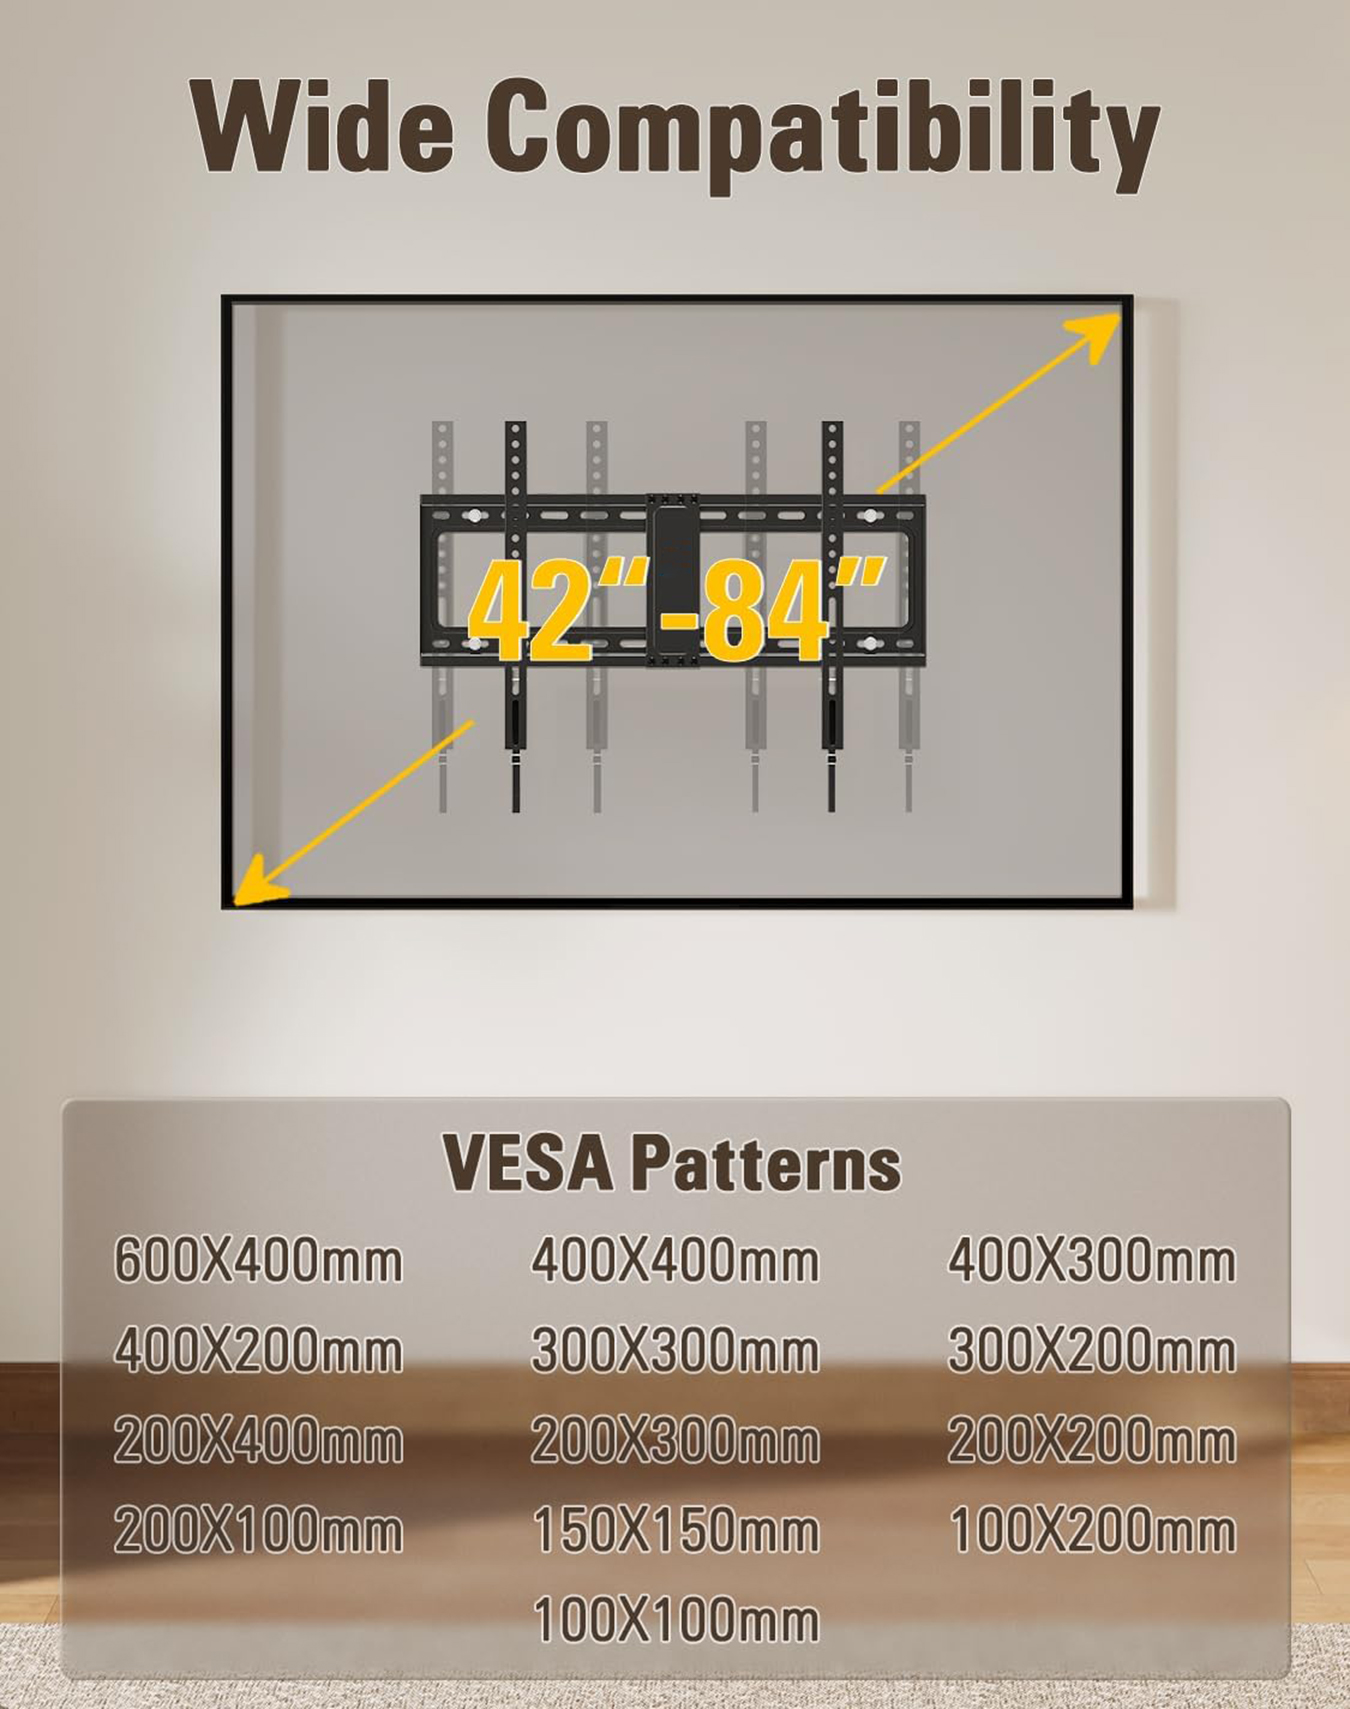 Wide Compatibility
42“-84”
VESA Patterns
600X400mm 400X400mm 400X300mm
400X200mm 300X300mm 300X200mm
200X400mm 200X300mm 200X200mm
200X100mm 150X150mm 100X200mm
100X100mm